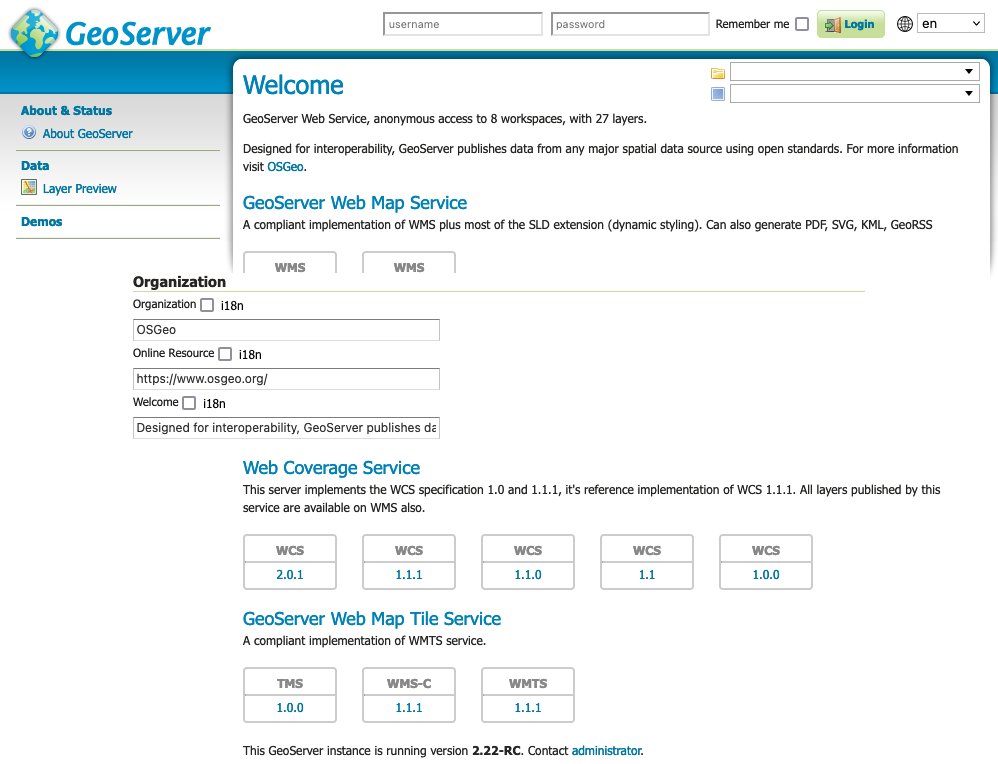 GeoServer
username
password
Remember me
Login
en
About & Status
About GeoServer
Data
Layer Preview
Demos
Welcome
GeoServer Web Service, anonymous access to 8 workspaces, with 27 layers.
Designed for interoperability, GeoServer publishes data from any major spatial data source using open standards. For more information
visit OSGeo.
GeoServer Web Map Service
A compliant implementation of WMS plus most of the SLD extension (dynamic styling). Can also generate PDF, SVG, KML, GeoRSS
WMS WMS
Organization
Organization i18n
OSGeo
Online Resource i18n
https://www.osgeo.org/
Welcome i18n
Designed for interoperability, GeoServer publishes da
Web Coverage Service
This server implements the WCS specification 1.0 and 1.1.1, it's reference implementation of WCS 1.1.1. All layers published by this
service are available on WMS also.
WCS WCS WCS WCS WCS
2.0.1 1.1.1 1.1.0 1.1 1.0.0
GeoServer Web Map Tile Service
A compliant implementation of WMTS service.
TMS WMS-C WMTS
1.0.0 1.1.1 1.1.1
This GeoServer instance is running version 2.22-RC. Contact administrator.